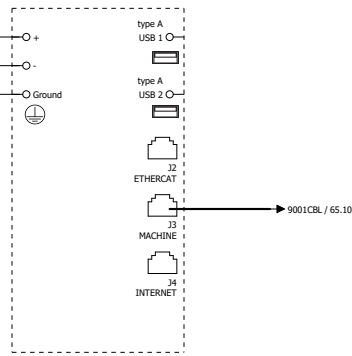 type A
+
USB 1
-
type A
Ground
USB 2
J2
ETHERCAT
J3
9001CBL / 65.10
MACHINE
J4
INTERNET